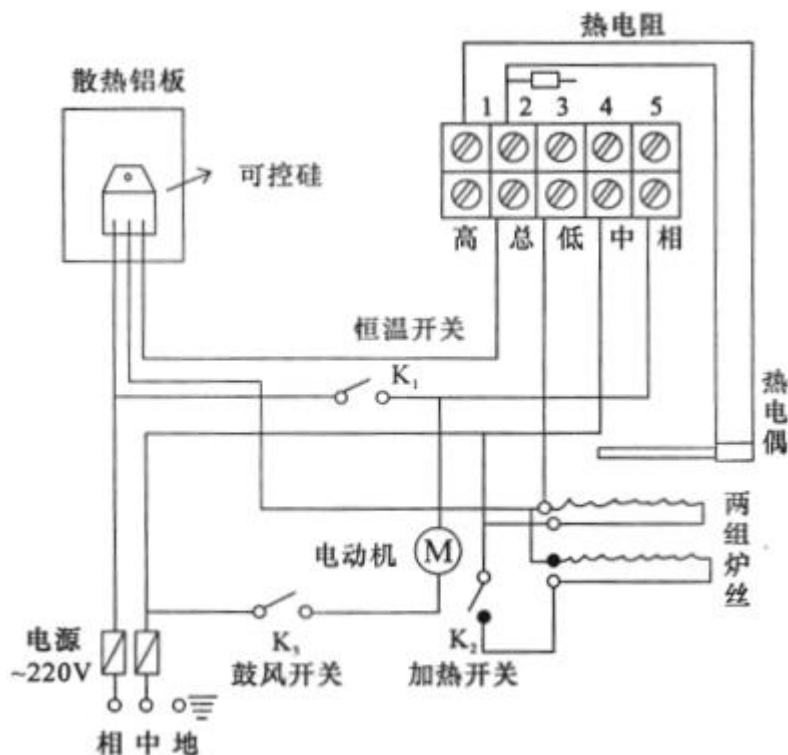 热电阻
散热铝板
1 2 3 4 5
可控硅
高 总 低 中 相
恒温开关
K₁
热电偶
两组炉丝
电动机
M
电源
~220V
K₃
鼓风开关
K₂
加热开关
相 中 地